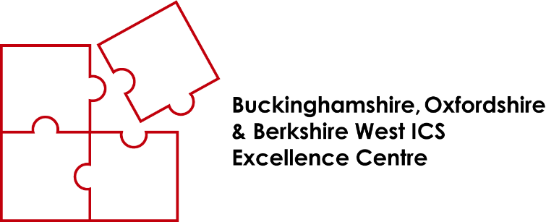 Buckinghamshire, Oxfordshire
& Berkshire West ICS
Excellence Centre